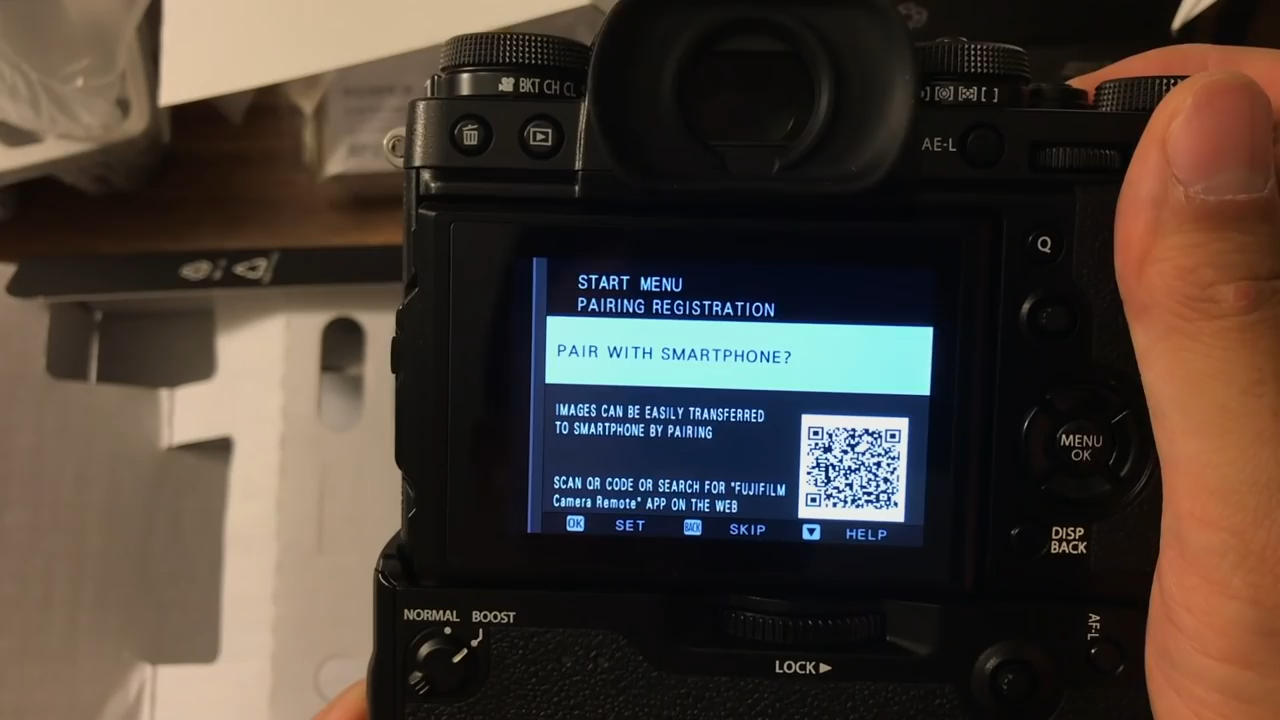 BKT CH CL
AE-L
Q
START MENU
PAIRING REGISTRATION
PAIR WITH SMARTPHONE?
IMAGES CAN BE EASILY TRANSFERRED
TO SMARTPHONE BY PAIRING
SCAN QR CODE OR SEARCH FOR "FUJIFILM
Camera Remote" APP ON THE WEB
OK SET BACK SKIP HELP
MENU
OK
DISP
BACK
NORMAL BOOST
LOCK
AF-L